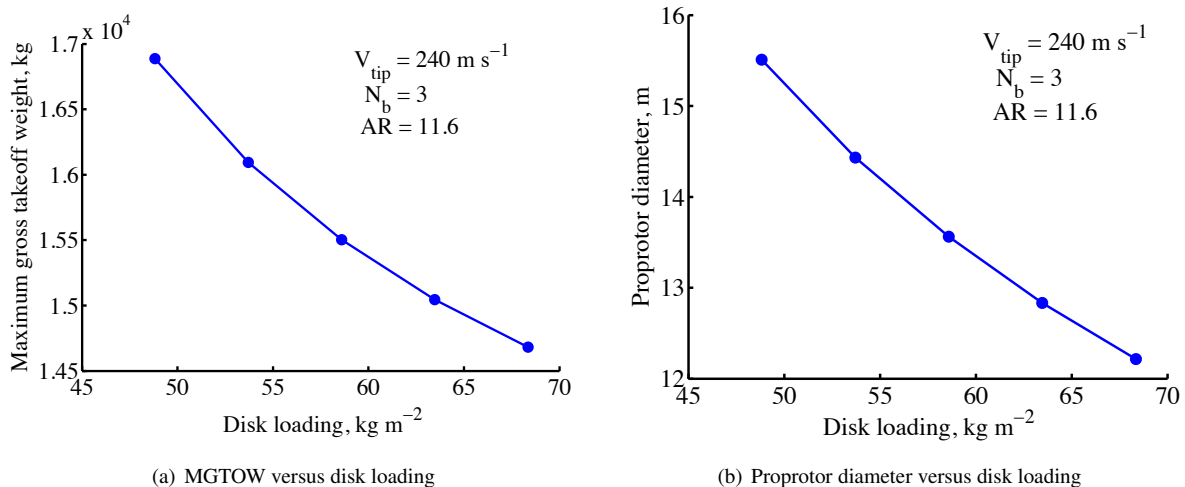 x 10⁴
1.7
1.65
1.6
1.55
1.5
1.45
45 50 55 60 65 70
Maximum gross takeoff weight, kg
Disk loading, kg m⁻²
V_tip = 240 m s⁻¹
N_b = 3
AR = 11.6
(a) MGTOW versus disk loading
16
15
14
13
12
45 50 55 60 65 70
Proprotor diameter, m
Disk loading, kg m⁻²
V_tip = 240 m s⁻¹
N_b = 3
AR = 11.6
(b) Proprotor diameter versus disk loading